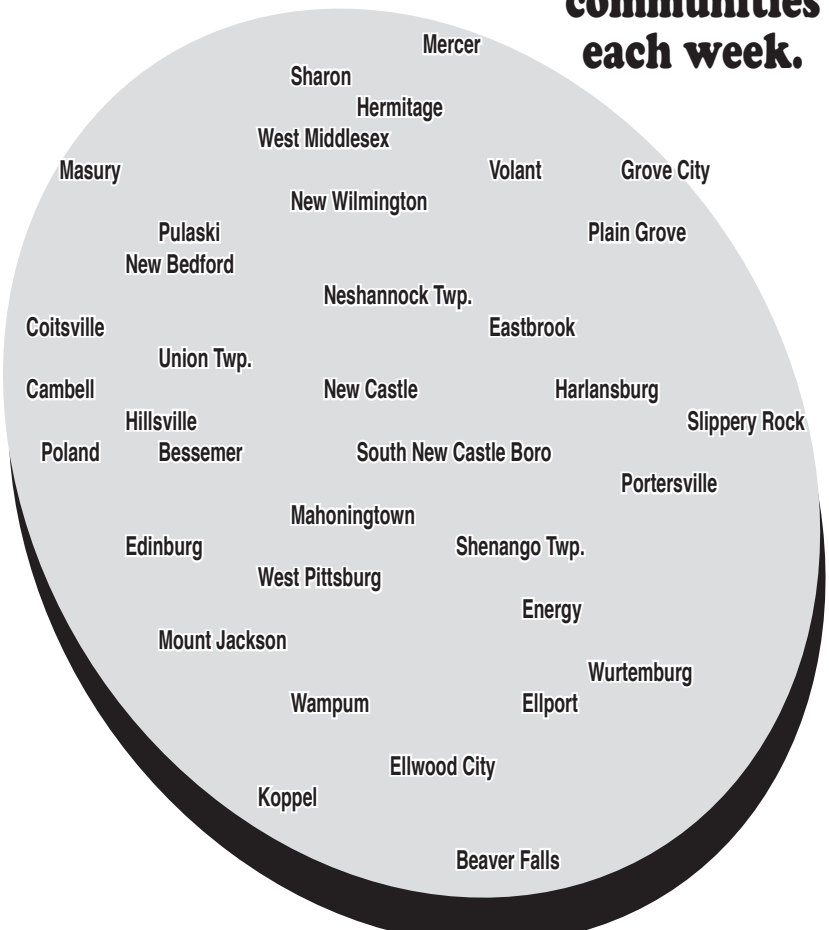 communities
each week.
Mercer
Sharon
Hermitage
West Middlesex
Masury
Volant
Grove City
New Wilmington
Pulaski
Plain Grove
New Bedford
Neshannock Twp.
Coitsville
Eastbrook
Union Twp.
Cambell
New Castle
Harlansburg
Hillsville
Slippery Rock
Poland
Bessemer
South New Castle Boro
Portersville
Mahoningtown
Edinburg
Shenango Twp.
West Pittsburg
Energy
Mount Jackson
Wurtemburg
Wampum
Ellport
Ellwood City
Koppel
Beaver Falls